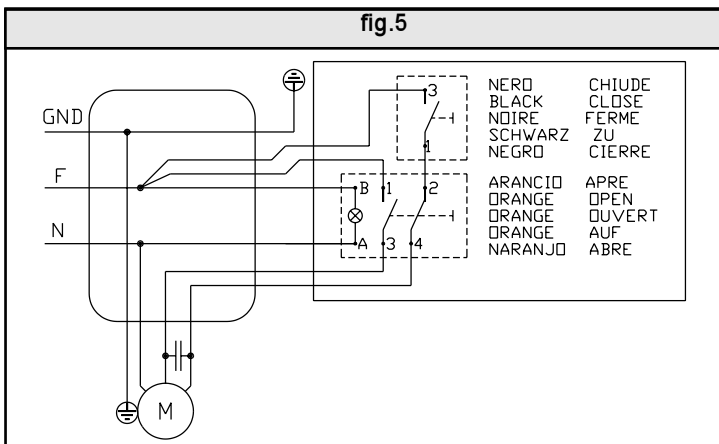 fig.5
GND
F
N
M
3
1
B 1 2
A 3 4
NERO CHIUDE
BLACK CLOSE
NOIRE FERME
SCHWARZ ZU
NEGRO CIERRE
ARANCIO APRE
ORANGE OPEN
ORANGE OUVERT
ORANGE AUF
NARANJO ABRE